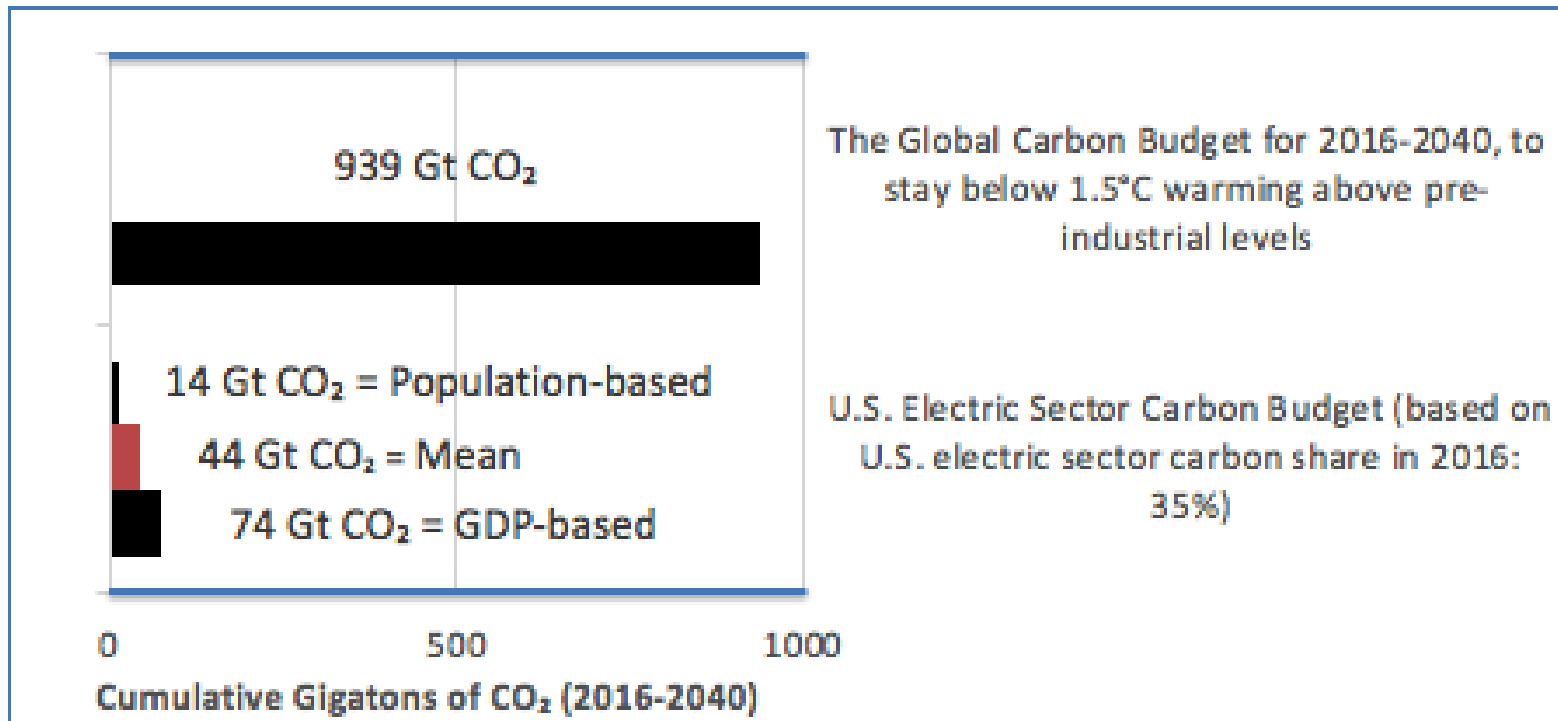 939 Gt CO₂
The Global Carbon Budget for 2016-2040, to
stay below 1.5°C warming above pre-
industrial levels
14 Gt CO₂ = Population-based
44 Gt CO₂ = Mean
74 Gt CO₂ = GDP-based
U.S. Electric Sector Carbon Budget (based on
U.S. electric sector carbon share in 2016:
35%)
0 500 1000
Cumulative Gigatons of CO₂ (2016-2040)